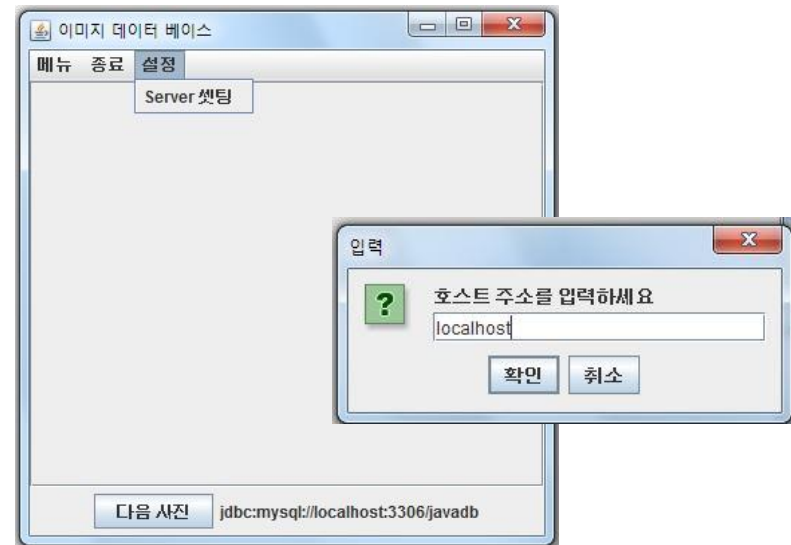 이미지 데이터 베이스
메뉴 종료 설정
Server 셋팅
입력
호스트 주소를 입력하세요
localhost
확인 취소
다음 사진 jdbc:mysql://localhost:3306/javadb